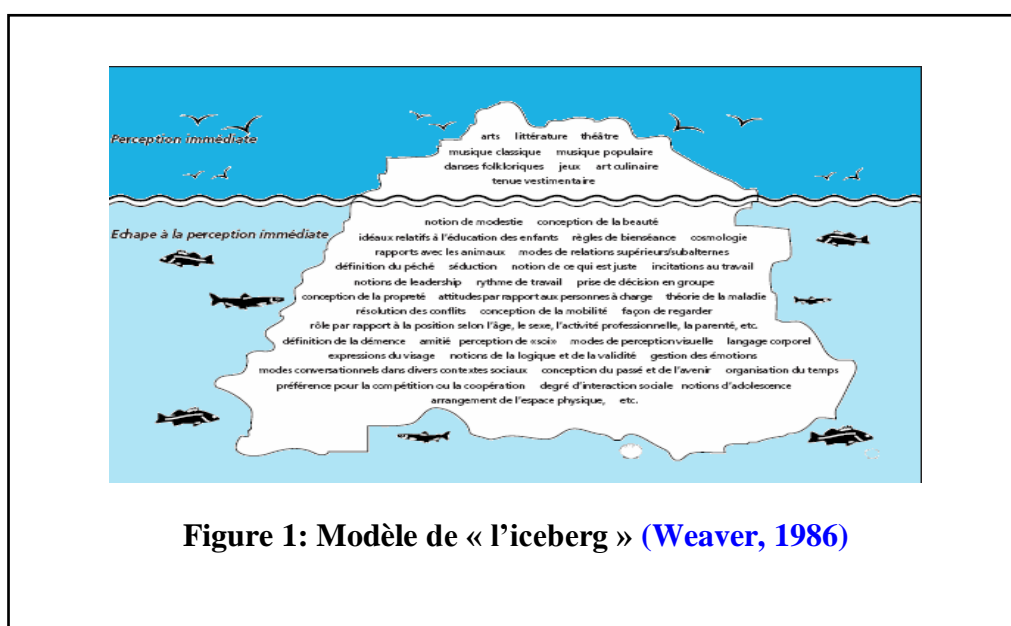 Perception immédiate
arts littérature théâtre
musique classique musique populaire
danses folkloriques jeux art culinaire
tenue vestimentaire
Echape à la perception immédiate
notion de modestie conception de la beauté
idéaux relatifs à l'éducation des enfants règles de bienséance cosmologie
rapports avec les animaux modes de relations supérieurs/subalternes
définition du péché séduction notion de ce qui est juste incitations au travail
notions de leadership rythme de travail prise de décision en groupe
conception de la propreté attitudes par rapport aux personnes à charge théorie de la maladie
résolution des conflits conception de la mobilité façon de regarder
rôle par rapport à la position selon l'âge, le sexe, l'activité professionnelle, la parenté, etc.
définition de la démence amitié perception de «soi» modes de perception visuelle langage corporel
expressions du visage notions de la logique et de la validité gestion des émotions
modes conversationnels dans divers contextes sociaux conception du passé et de l'avenir organisation du temps
préférence pour la compétition ou la coopération degré d'interaction sociale notions d'adolescence
arrangement de l'espace physique, etc.
Figure 1: Modèle de « l'iceberg » (Weaver, 1986)